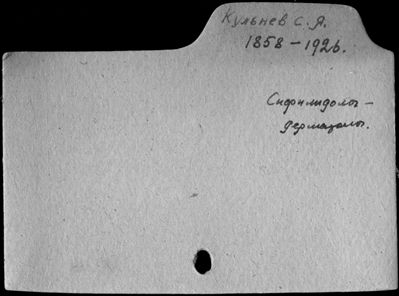 Кульнев С. Я.
1858 – 1926.
Сифилидолог –
дерматолог.